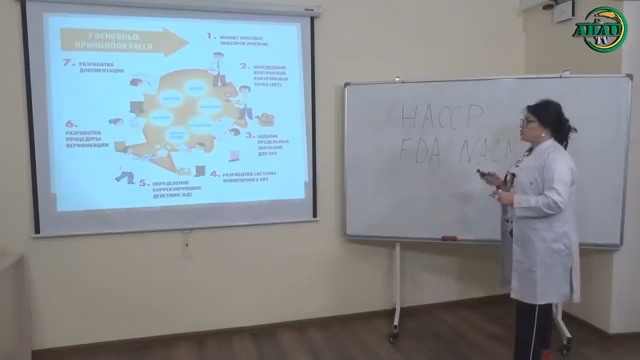 7 ОСНОВНЫХ
ПРИНЦИПОВ ХАССП
1. АНАЛИЗ ОПАСНЫХ
ФАКТОРОВ (РИСКОВ)
2. ОПРЕДЕЛЕНИЕ
КРИТИЧЕСКИХ
КОНТРОЛЬНЫХ
ТОЧЕК (ККТ)
3. ЗАДАНИЕ
ПРЕДЕЛЬНЫХ
ЗНАЧЕНИЙ
ДЛЯ ККТ
4. РАЗРАБОТКА СИСТЕМЫ
МОНИТОРИНГА ККТ
5. ОПРЕДЕЛЕНИЕ
КОРРЕКТИРУЮЩИХ
ДЕЙСТВИЙ (КД)
6. РАЗРАБОТКА
ПРОЦЕДУРЫ
ВЕРИФИКАЦИИ
7. РАЗРАБОТКА
ДОКУМЕНТАЦИИ
HACCP
FDA
TV